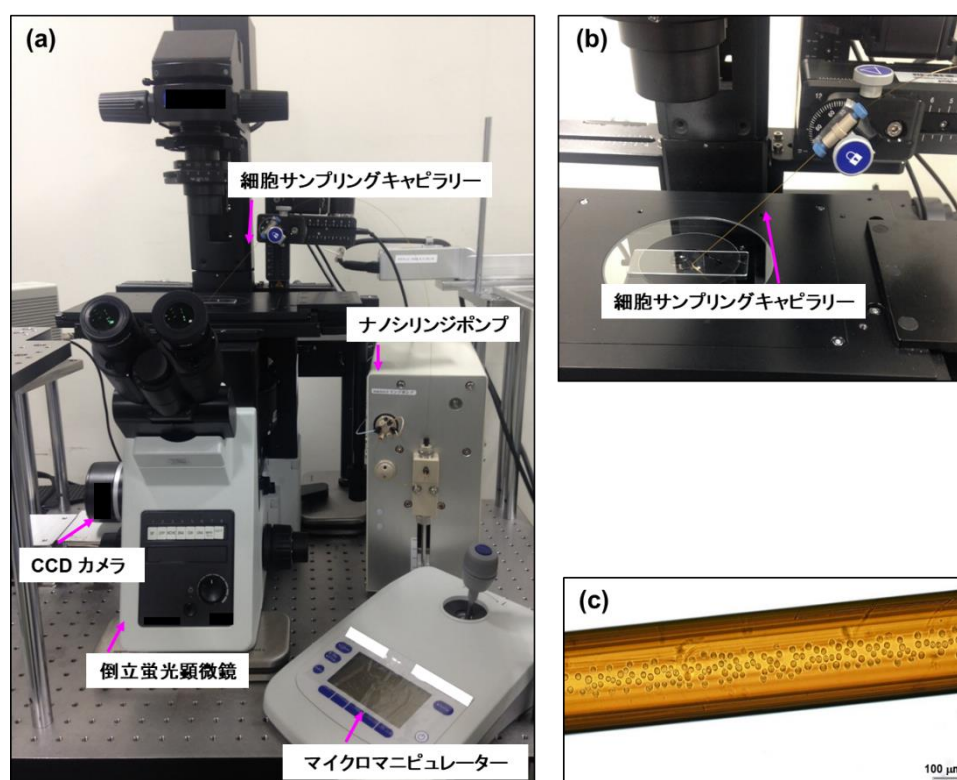 (a)
細胞サンプリングキャピラリー
ナノシリンジポンプ
CCD カメラ
倒立蛍光顕微鏡
マイクロマニピュレーター
(b)
細胞サンプリングキャピラリー
(c)
100 μm